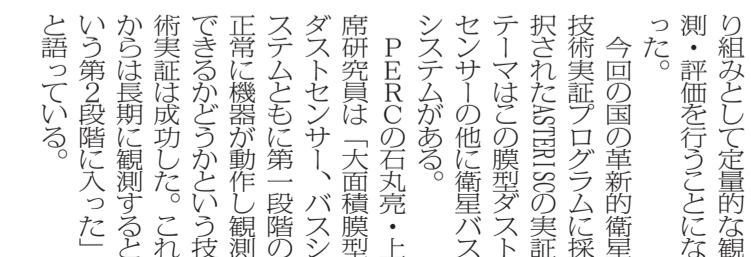 り組みとして定量的な観
測・評価を行うことにな
った。
　今回の国の革新的衛星
技術実証プログラムに採
択されたASTERISCの実証
テーマはこの膜型ダスト
センサーの他に衛星バス
システムがある。
　ＰＥＲＣの石丸亮・上
席研究員は「大面積膜型
ダストセンサー、バスシ
ステムともに第一段階の
正常に機器が動作し観測
できるかどうかという技
術実証は成功した。これ
からは長期に観測すると
いう第２段階に入った」
と語っている。